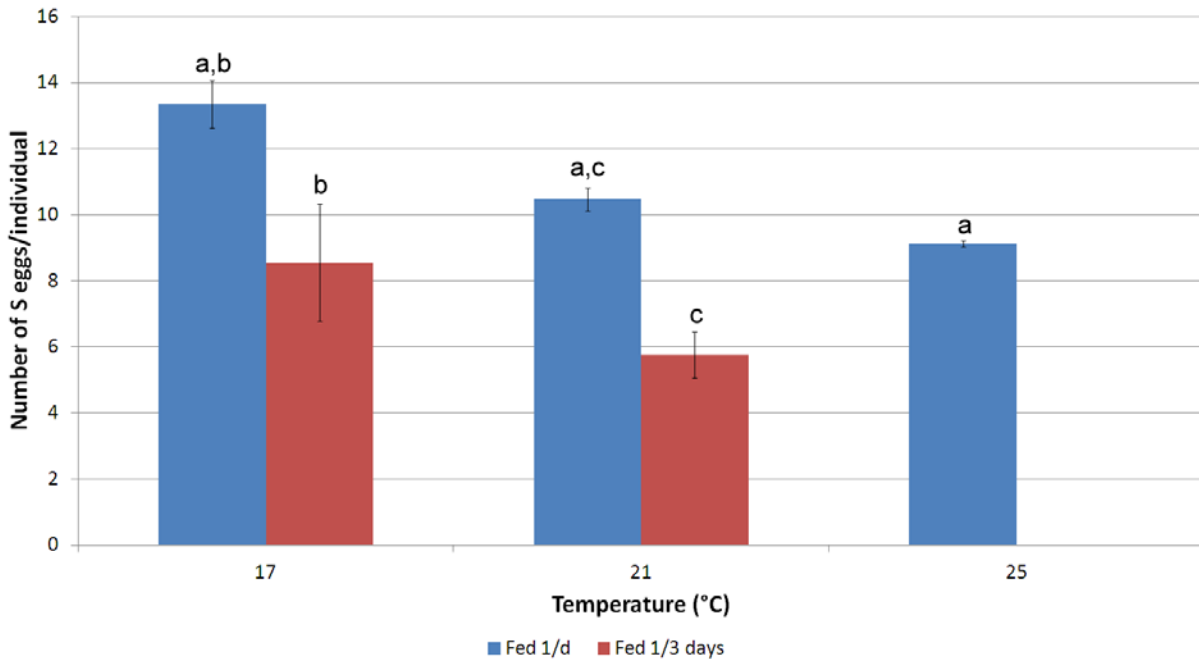 16
14
12
10
8
6
4
2
0
Number of S eggs/individual
a,b
b
a,c
c
a
17
21
25
Temperature (°C)
Fed 1/d
Fed 1/3 days